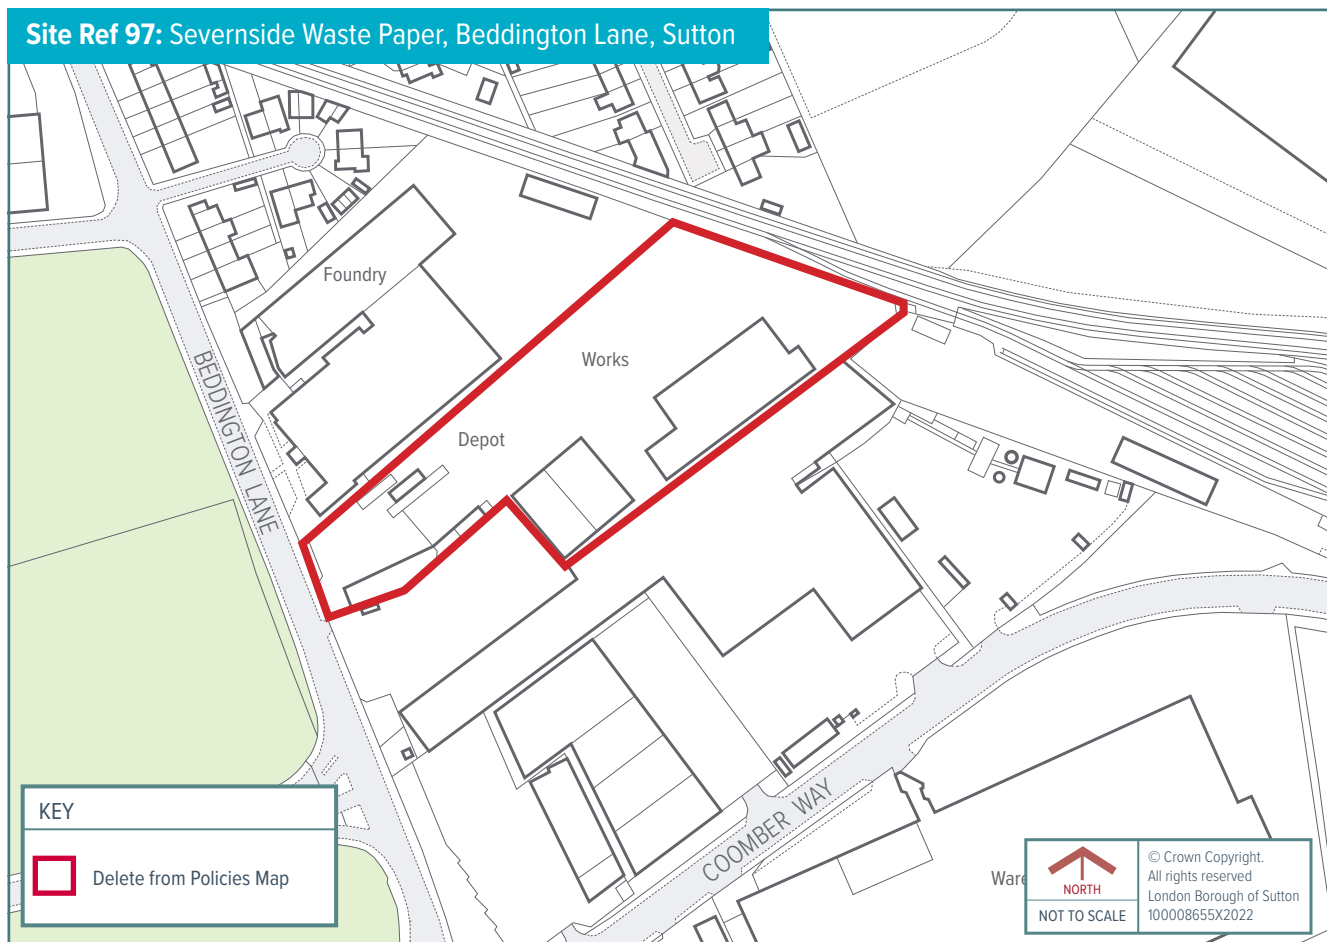 Site Ref 97: Severnside Waste Paper, Beddington Lane, Sutton
Foundry
Works
Depot
BEDDINGTON LANE
COOMBER WAY
Ware
KEY
Delete from Policies Map
NORTH
NOT TO SCALE
© Crown Copyright.
All rights reserved
London Borough of Sutton
100008655X2022